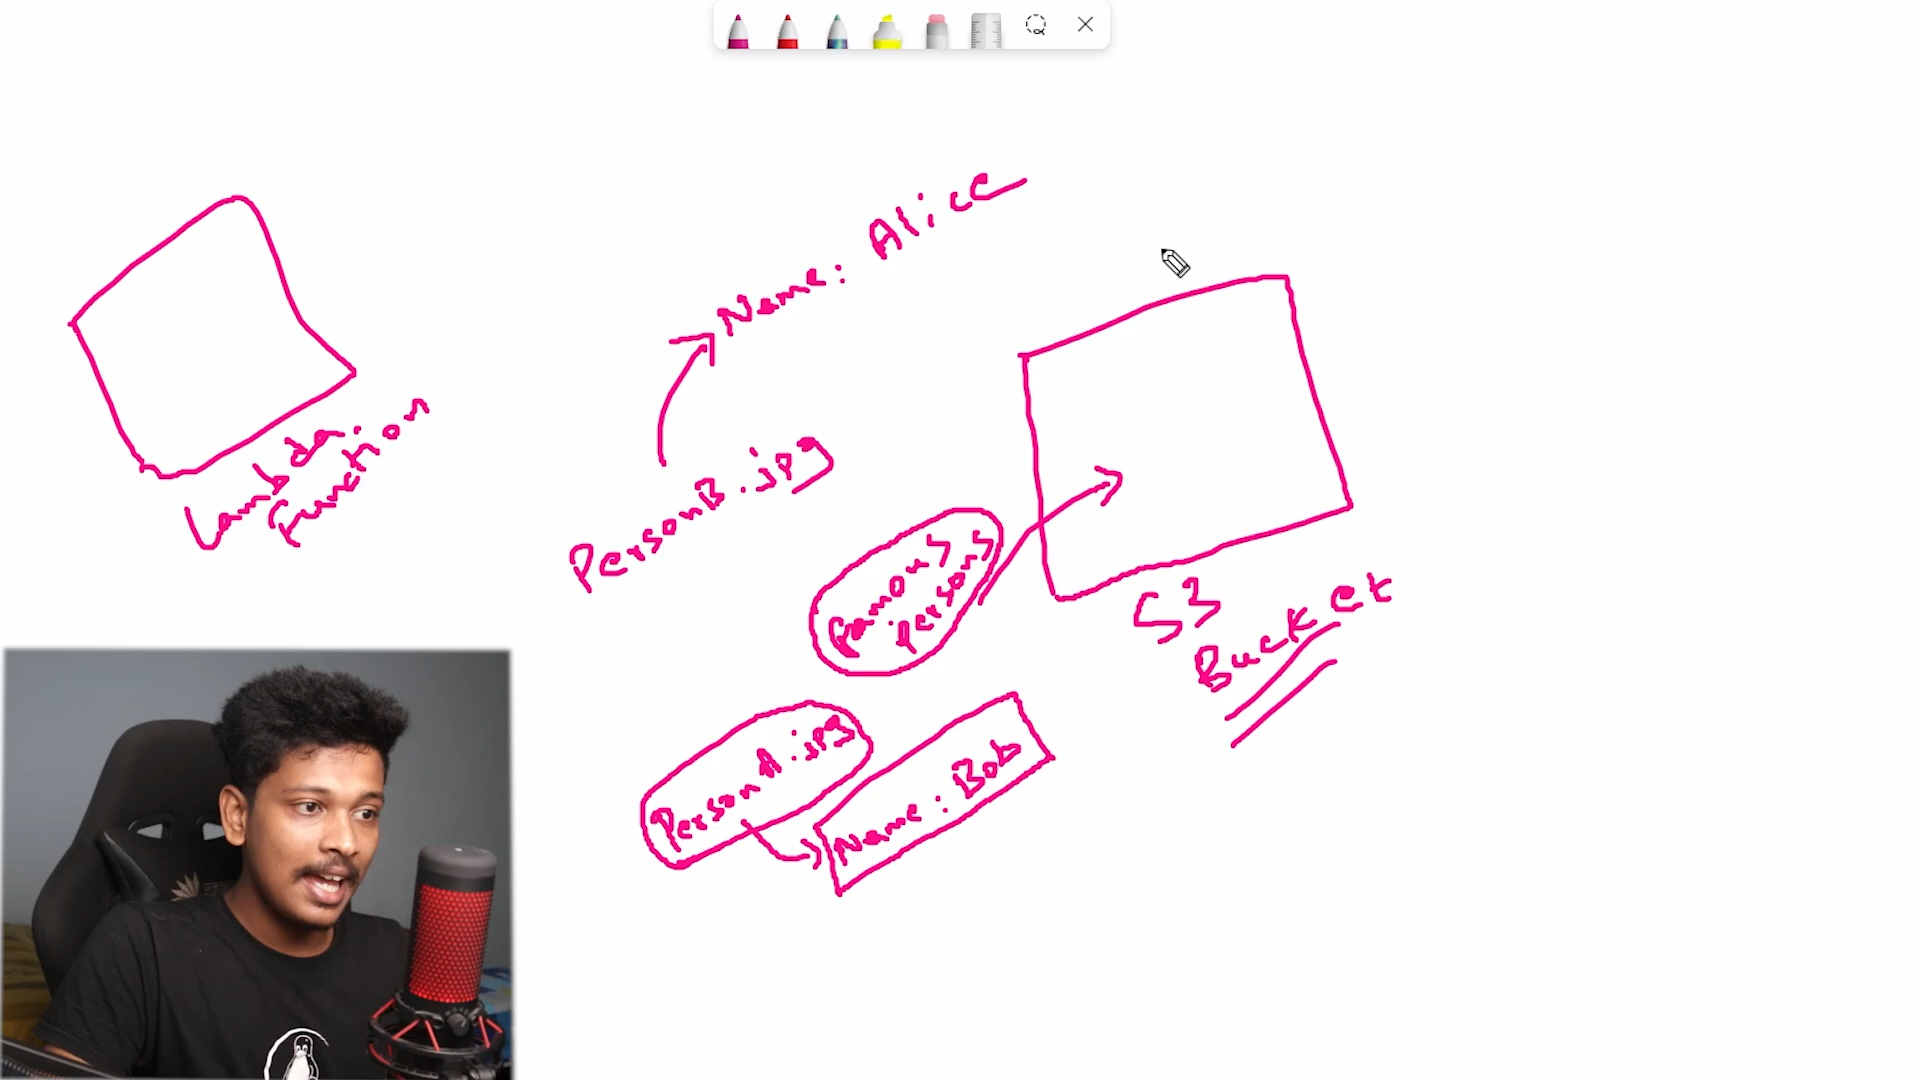 Name: Alice
Lambda
function
PersonB.jpg
famous
persons
S3
Bucket
PersonA.jpg
Name: Bob